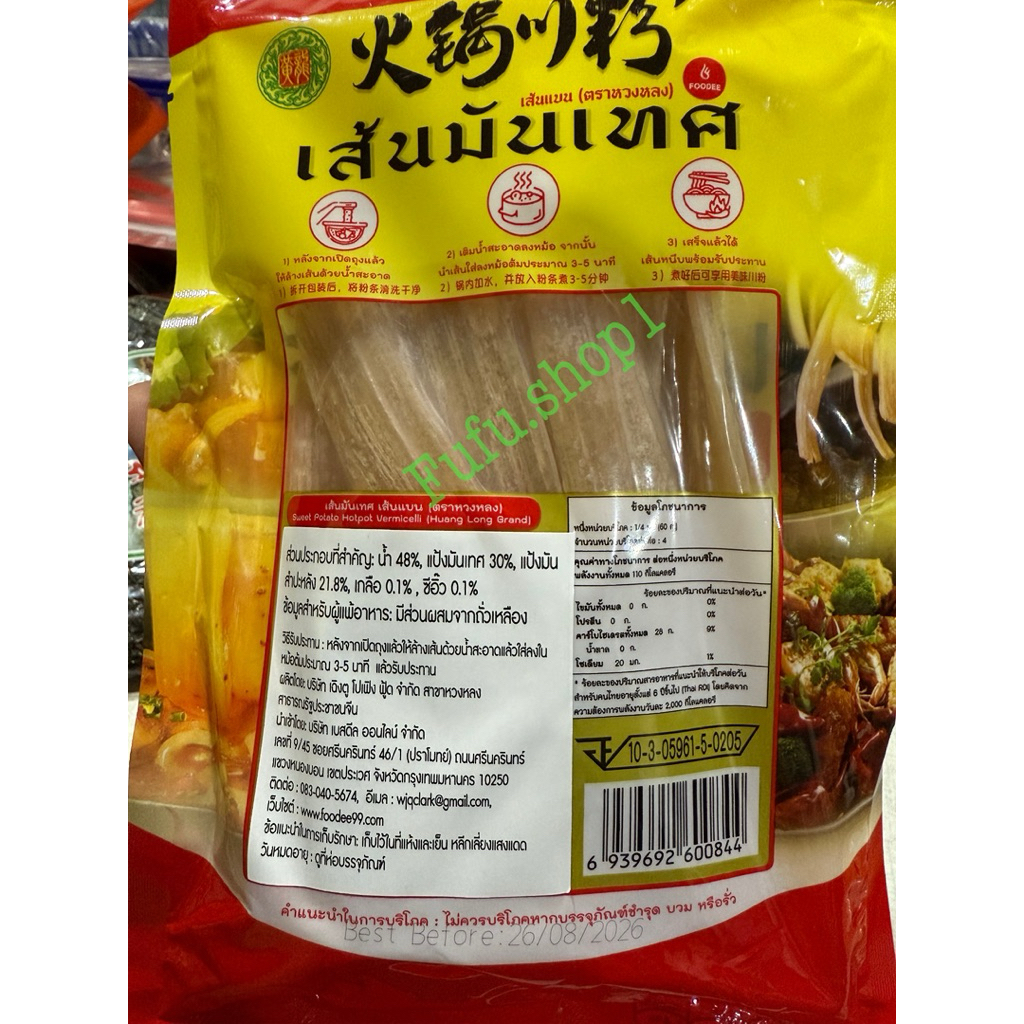 黄龍
火锅川粉
FOODEE
เส้นแบน (ตราหวงหลง)
เส้นมันเทศ
1) หลังจากเปิดถุงแล้ว
ให้ล้างเส้นด้วยน้ำสะอาด
1) 拆开包装后，将粉条清洗干净
2) เติมน้ำสะอาดลงหม้อ จากนั้น
นำเส้นใส่ลงหม้อต้มประมาณ 3-5 นาที
2) 锅内加水，并放入粉条煮3-5分钟
3) เสร็จแล้วได้
เส้นหนึบพร้อมรับประทาน
3) 煮好后可享用美味川粉
Fufu.shop1
เส้นมันเทศ เส้นแบน (ตราหวงหลง)
Sweet Potato Hotpot Vermicelli (Huang Long Brand)
ส่วนประกอบที่สำคัญ: น้ำ 48%, แป้งมันเทศ 30%, แป้งมัน
สำปะหลัง 21.8%, เกลือ 0.1% , ซีอิ๊ว 0.1%
ข้อมูลสำหรับผู้แพ้อาหาร: มีส่วนผสมจากถั่วเหลือง
วิธีรับประทาน : หลังจากเปิดถุงแล้วให้ล้างเส้นด้วยน้ำสะอาดแล้วใส่ลงใน
หม้อต้มประมาณ 3-5 นาที แล้วรับประทาน
ผลิตโดย: บริษัท เฉิงตู โปเฟิง ฟู้ด จำกัด สาขาหวงหลง
สาธารณรัฐประชาชนจีน
นำเข้าโดย: บริษัท เบสดีล ออนไลน์ จำกัด
เลขที่ 9/45 ซอยศรีนครินทร์ 46/1 (ปราโมทย์) ถนนศรีนครินทร์
แขวงหนองบอน เขตประเวศ จังหวัดกรุงเทพมหานคร 10250
ติดต่อ : 083-040-5674, อีเมล : wjqclark@gmail.com,
เว็บไซต์ : www.foodee99.com
ข้อแนะนำในการเก็บรักษา: เก็บไว้ในที่แห้งและเย็น หลีกเลี่ยงแสงแดด
วันหมดอายุ : ดูที่ห่อบรรจุภัณฑ์
ข้อมูลโภชนาการ
หนึ่งหน่วยบริโภค : 1/4 (60 ก.)
จำนวนหน่วยบริโภคต่อ : 4
คุณค่าทางโภชนาการ ต่อหนึ่งหน่วยบริโภค
พลังงานทั้งหมด 110 กิโลแคลอรี
ร้อยละของปริมาณที่แนะนำต่อวัน*
ไขมันทั้งหมด 0 ก. 0%
โปรตีน 0 ก. 0%
คาร์โบไฮเดรตทั้งหมด 28 ก. 9%
น้ำตาล 0 ก.
โซเดียม 20 มก. 1%
* ร้อยละของปริมาณสารอาหารที่แนะนำให้บริโภคต่อวัน
สำหรับคนไทยอายุตั้งแต่ 6 ปีขึ้นไป (Thai RDI) โดยคิดจาก
ความต้องการพลังงานวันละ 2,000 กิโลแคลอรี
10-3-05961-5-0205
6 939692 600844
คำแนะนำในการบริโภค : ไม่ควรบริโภคหากบรรจุภัณฑ์ชำรุด บวม หรือรั่ว
Best Before:26/08/2026